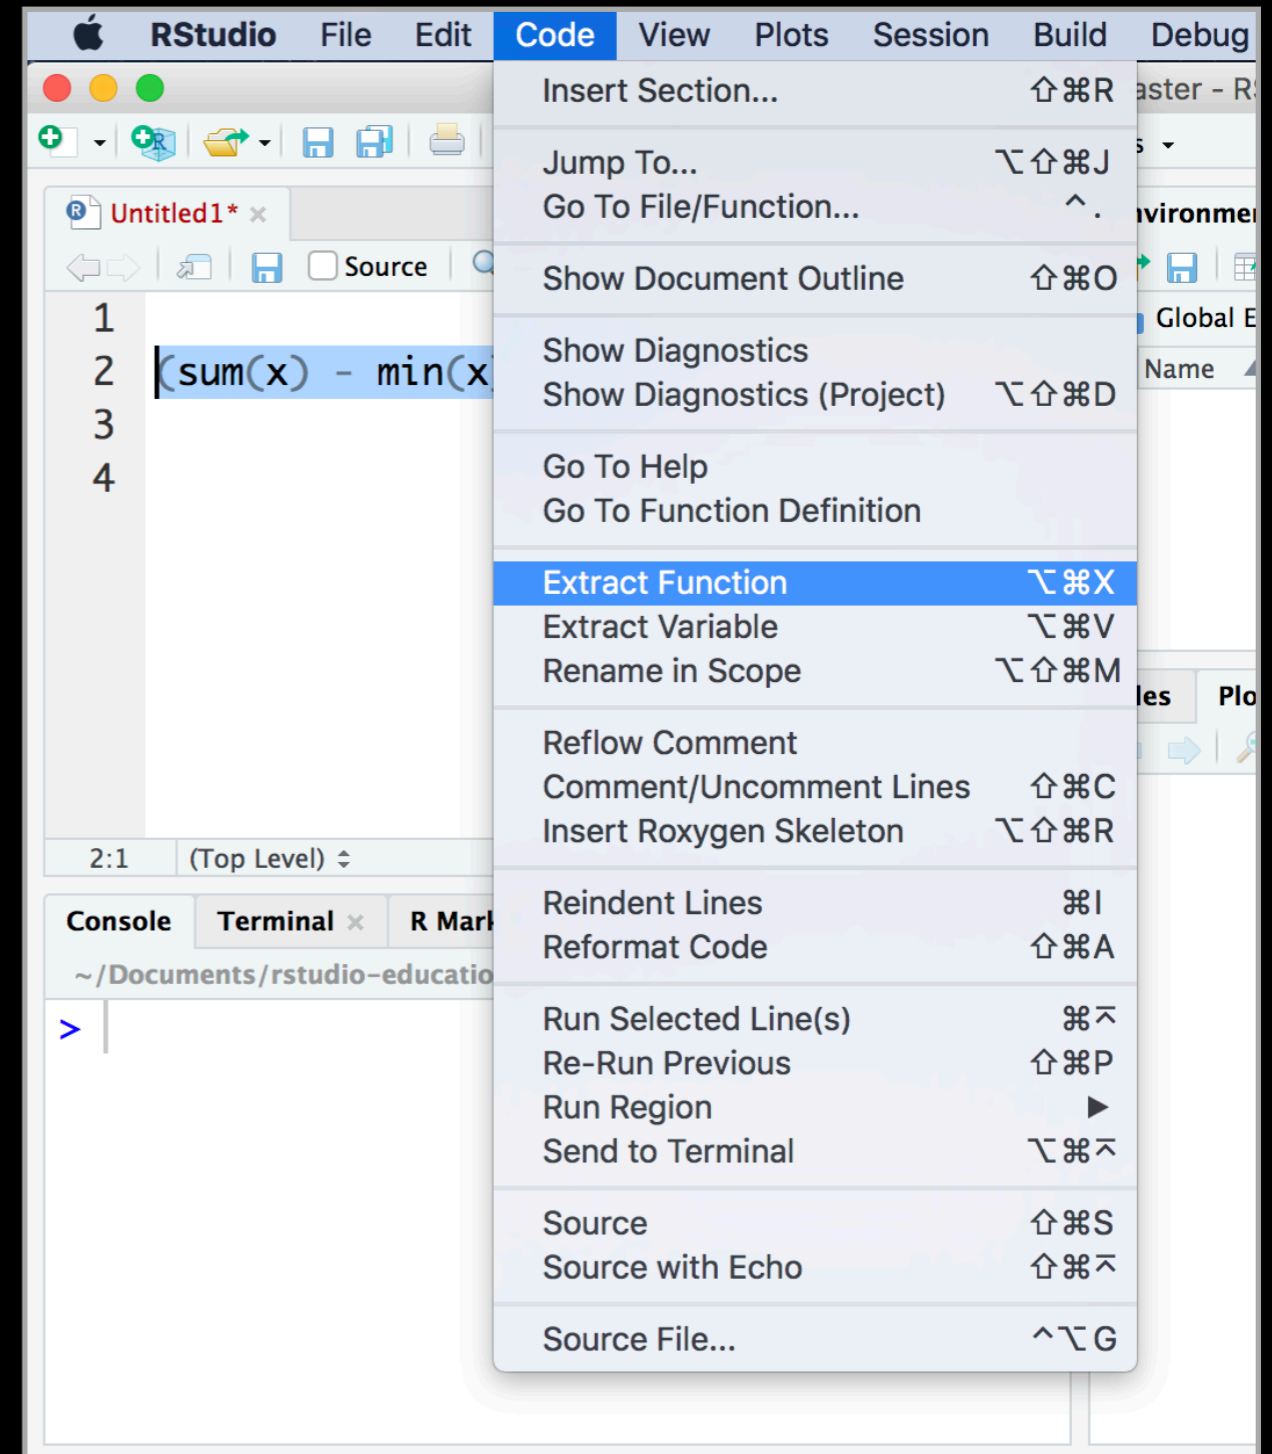 RStudio File Edit Code View Plots Session Build Debug
Insert Section... ⇧⌘R
Jump To... ⌥⇧⌘J
Go To File/Function... ^.
Show Document Outline ⇧⌘O
Show Diagnostics
Show Diagnostics (Project) ⌥⇧⌘D
Go To Help
Go To Function Definition
Extract Function ⌥⌘X
Extract Variable ⌥⌘V
Rename in Scope ⌥⇧⌘M
Reflow Comment
Comment/Uncomment Lines ⇧⌘C
Insert Roxygen Skeleton ⌥⇧⌘R
Reindent Lines ⌘I
Reformat Code ⇧⌘A
Run Selected Line(s) ⌘⌅
Re-Run Previous ⇧⌘P
Run Region ▶
Send to Terminal ⌥⌘⌅
Source ⇧⌘S
Source with Echo ⇧⌘⌅
Source File... ^⌥G
Untitled1*
Source
1
2 (sum(x) - min(x
3
4
2:1 (Top Level)
Console Terminal R Mark
~/Documents/rstudio-educatio
>
aster - RS
s
nvironme
Global E
Name
les Plo